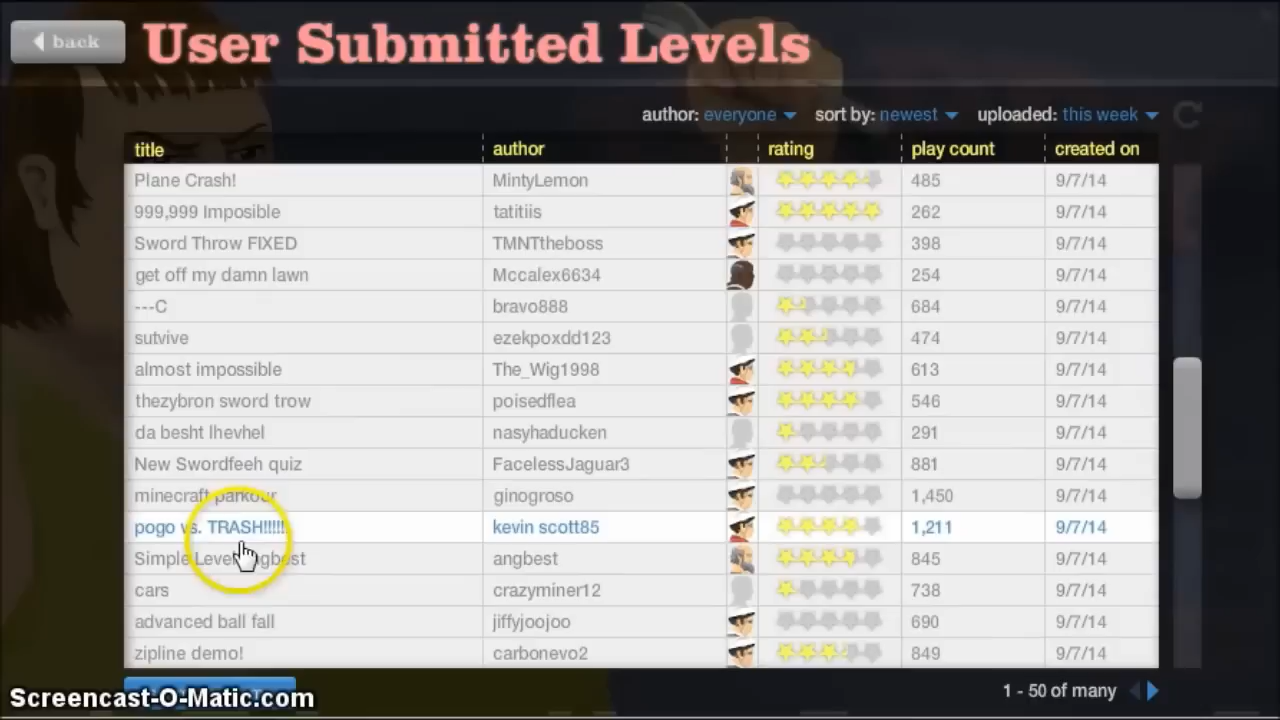 back
User Submitted Levels
author: everyone sort by: newest uploaded: this week
title author rating play count created on
Plane Crash! MintyLemon 485 9/7/14
999,999 Imposible tatitiis 262 9/7/14
Sword Throw FIXED TMNTtheboss 398 9/7/14
get off my damn lawn Mccalex6634 254 9/7/14
---C bravo888 684 9/7/14
sutvive ezekpoxdd123 474 9/7/14
almost impossible The_Wig1998 613 9/7/14
thezybron sword trow poisedflea 546 9/7/14
da besht lhevhel nasyhaducken 291 9/7/14
New Swordfeeh quiz FacelessJaguar3 881 9/7/14
minecraft parkour ginogroso 1,450 9/7/14
pogo vs. TRASH!!!!! kevin scott85 1,211 9/7/14
Simple Level angbest 845 9/7/14
cars crazyminer12 738 9/7/14
advanced ball fall jiffyjoojoo 690 9/7/14
zipline demo! carbonevo2 849 9/7/14
Screencast-O-Matic.com
1 - 50 of many